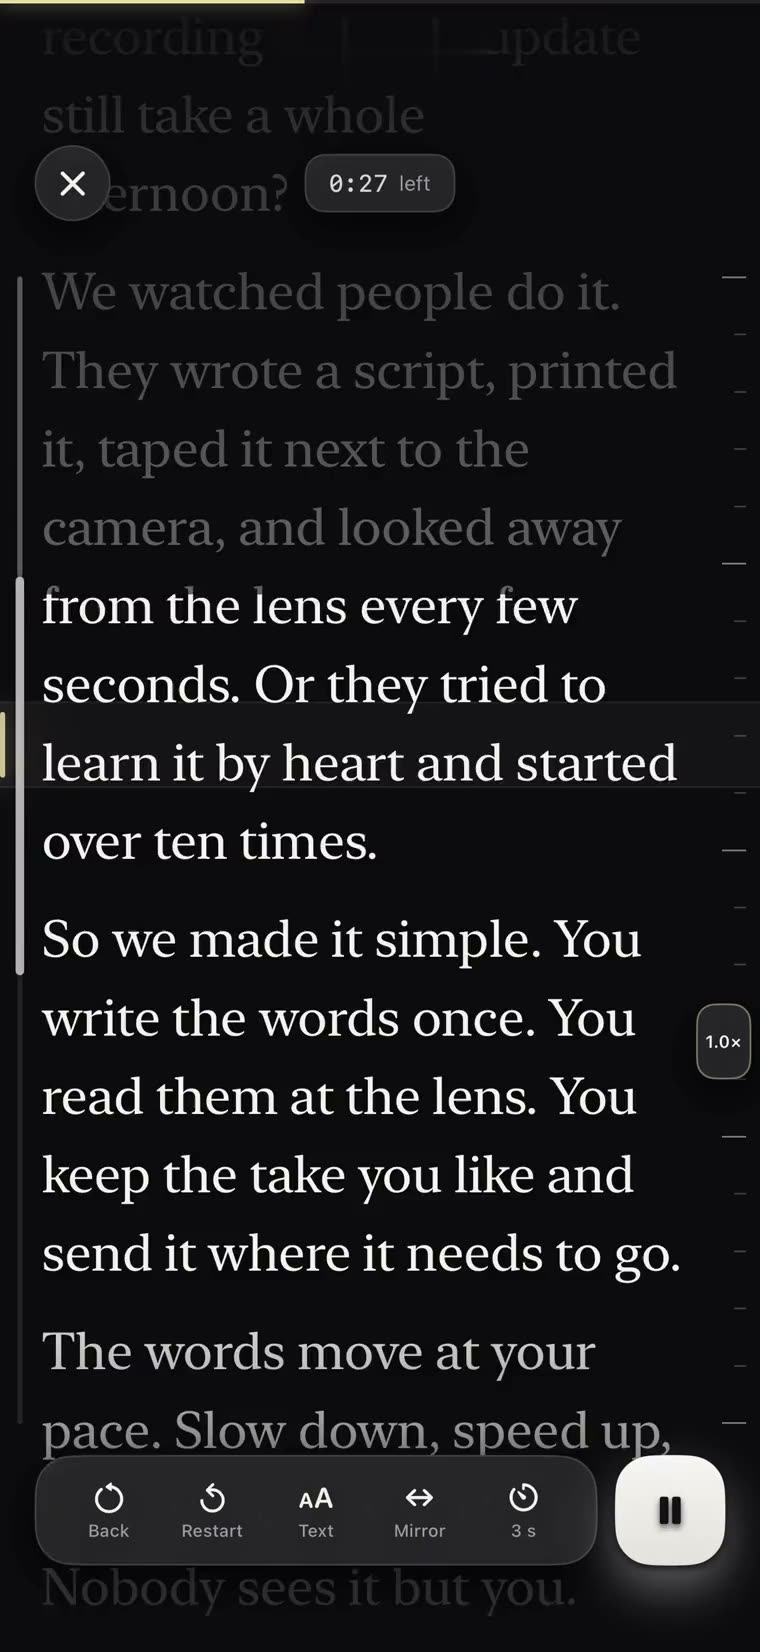 recording update
still take a whole
ernoon?
0:27 left
We watched people do it.
They wrote a script, printed
it, taped it next to the
camera, and looked away
from the lens every few
seconds. Or they tried to
learn it by heart and started
over ten times.
So we made it simple. You
write the words once. You
1.0×
read them at the lens. You
keep the take you like and
send it where it needs to go.
The words move at your
pace. Slow down, speed up,
Back
Restart
AA Text
Mirror
3 s
Nobody sees it but you.